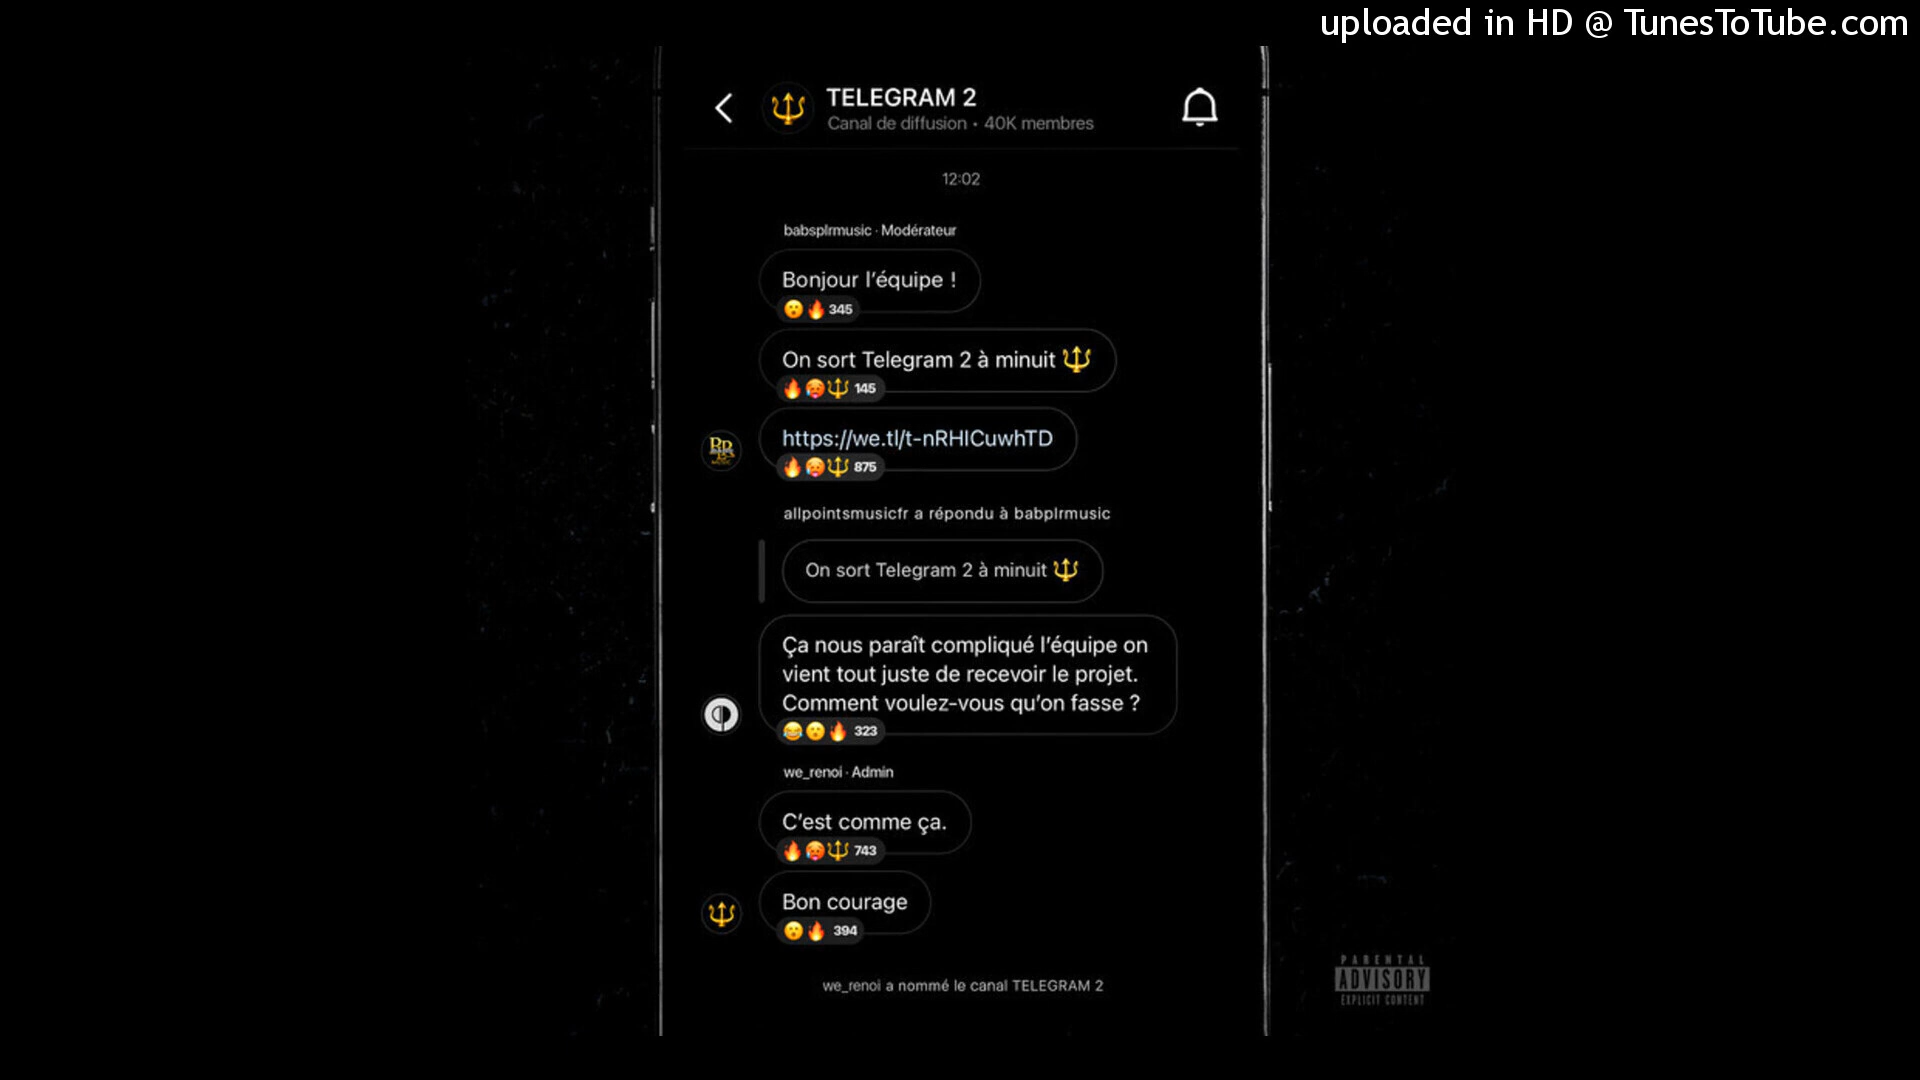 uploaded in HD @ TunesToTube.com
TELEGRAM 2
Canal de diffusion • 40K membres
12:02
babsplrmusic · Modérateur
Bonjour l'équipe !
😮🔥 345
On sort Telegram 2 à minuit 🔱
🔥🥵🔱 145
https://we.tl/t-nRHICuwhTD
🔥🥵🔱 875
allpointsmusicfr a répondu à babplrmusic
On sort Telegram 2 à minuit 🔱
Ça nous paraît compliqué l'équipe on
vient tout juste de recevoir le projet.
Comment voulez-vous qu'on fasse ?
😂😮🔥 323
we_renoi · Admin
C'est comme ça.
🔥🥵🔱 743
Bon courage
😮🔥 394
we_renoi a nommé le canal TELEGRAM 2
PARENTAL
ADVISORY
EXPLICIT CONTENT